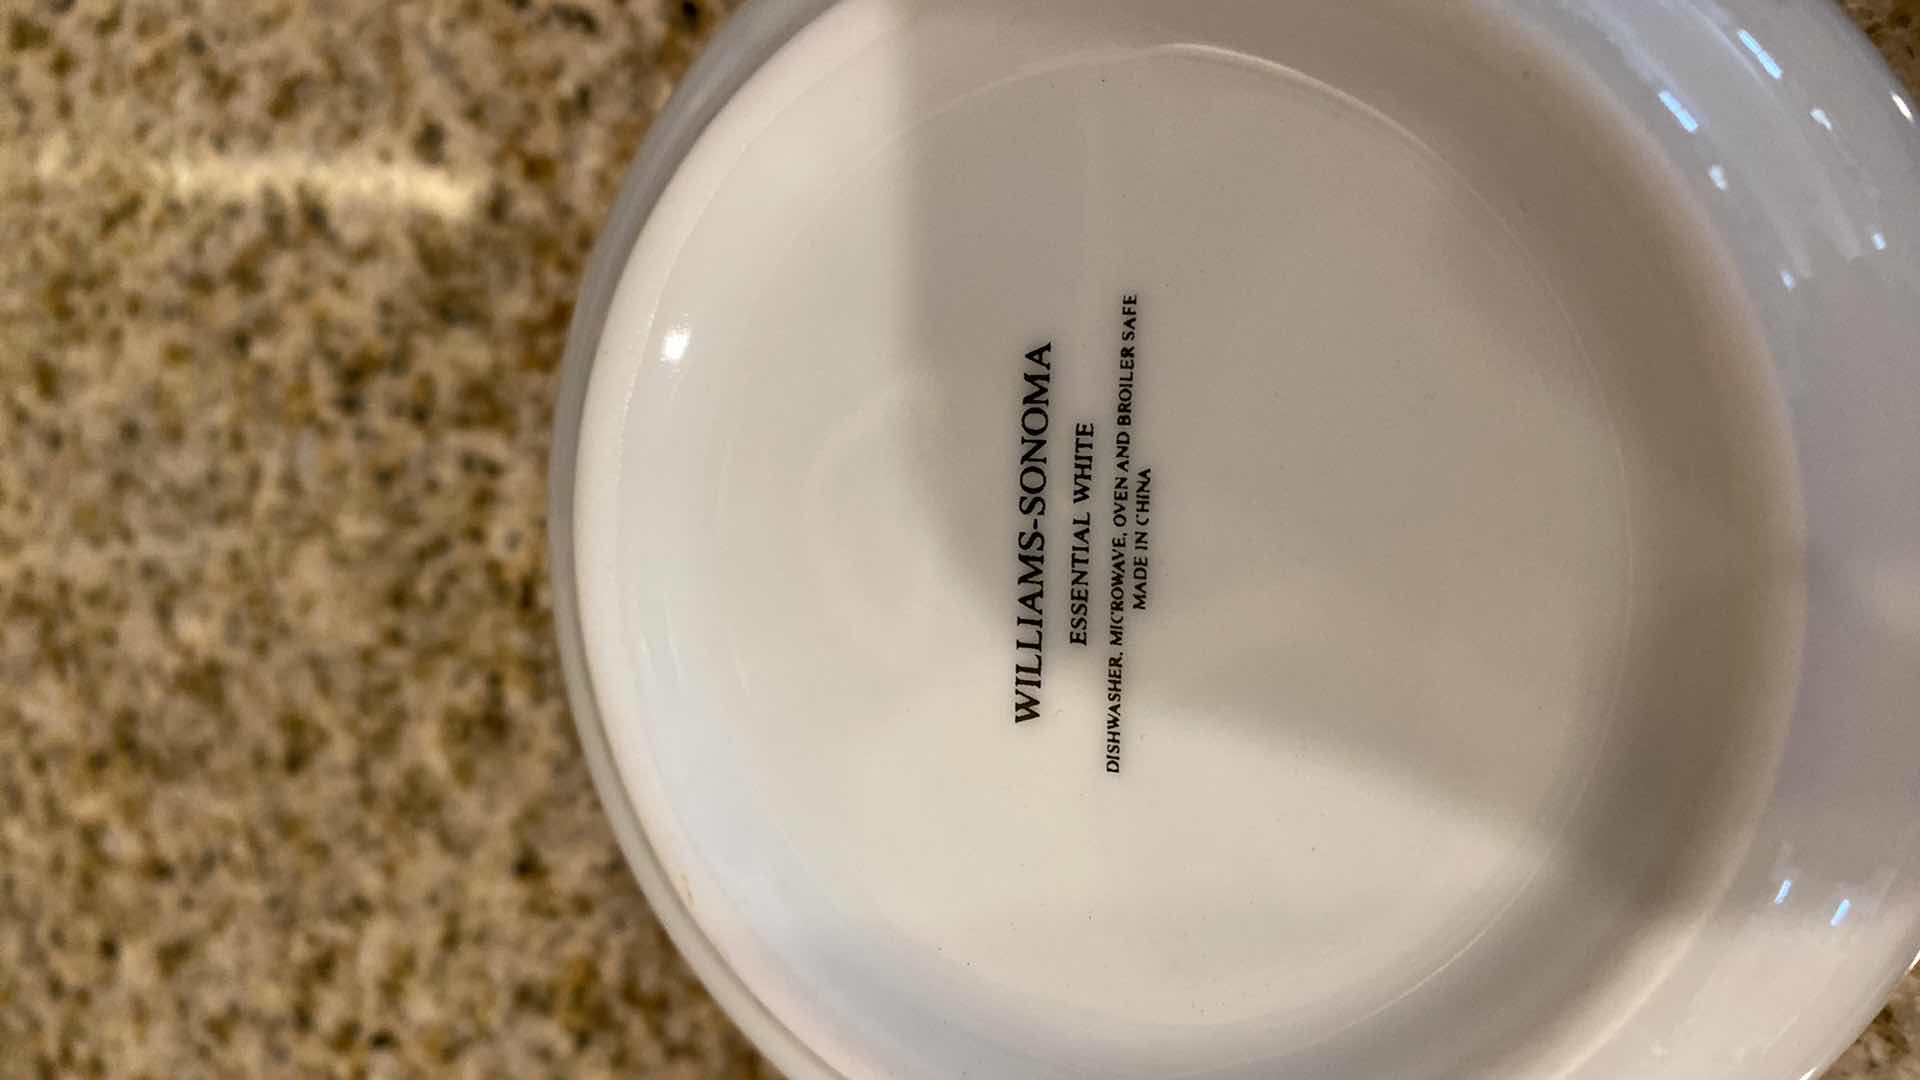 WILLIAMS-SONOMA
ESSENTIAL WHITE
DISHWASHER, MICROWAVE, OVEN AND BROILER SAFE
MADE IN CHINA